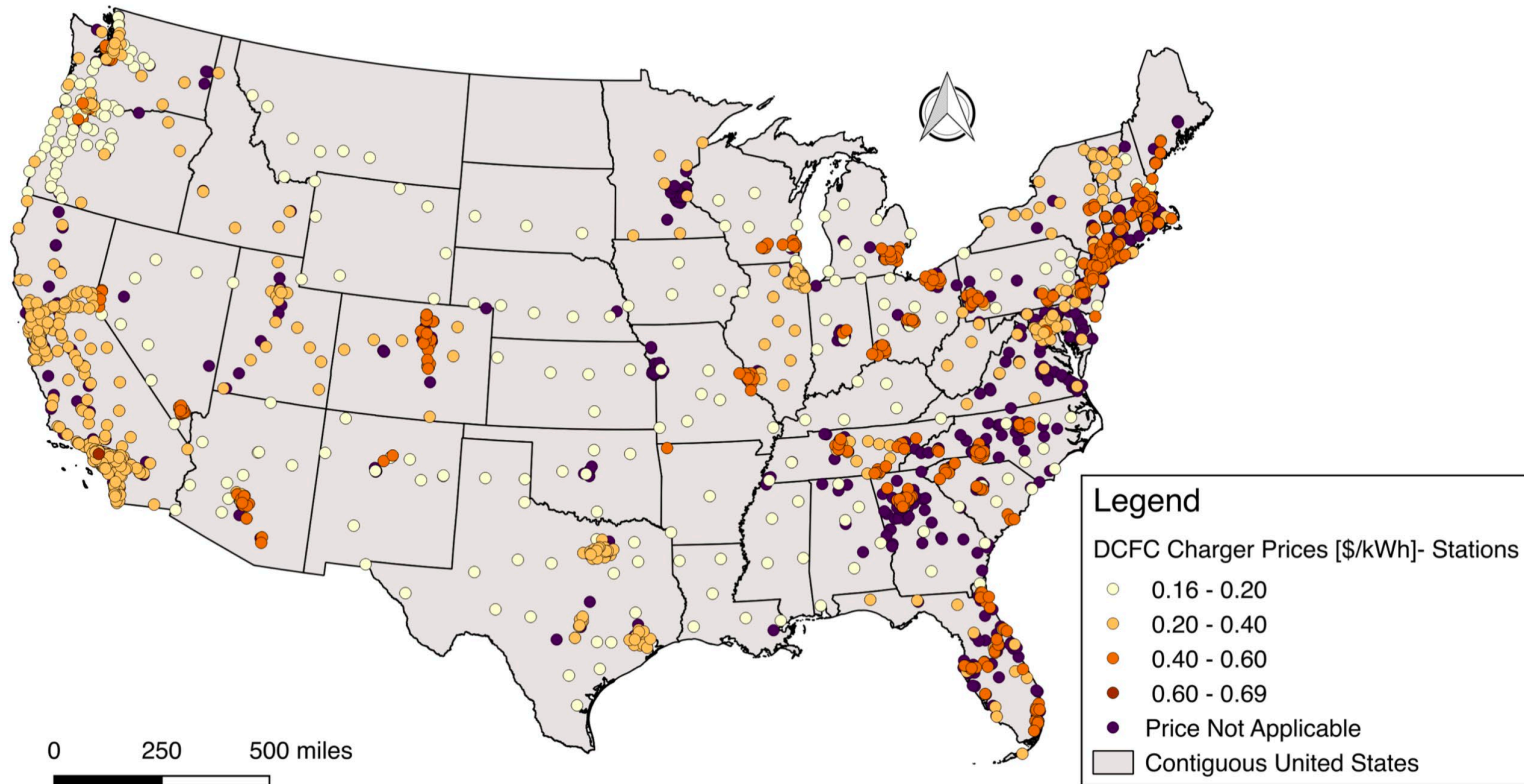 Legend
DCFC Charger Prices [$/kWh]- Stations
0.16 - 0.20
0.20 - 0.40
0.40 - 0.60
0.60 - 0.69
Price Not Applicable
Contiguous United States
0 250 500 miles